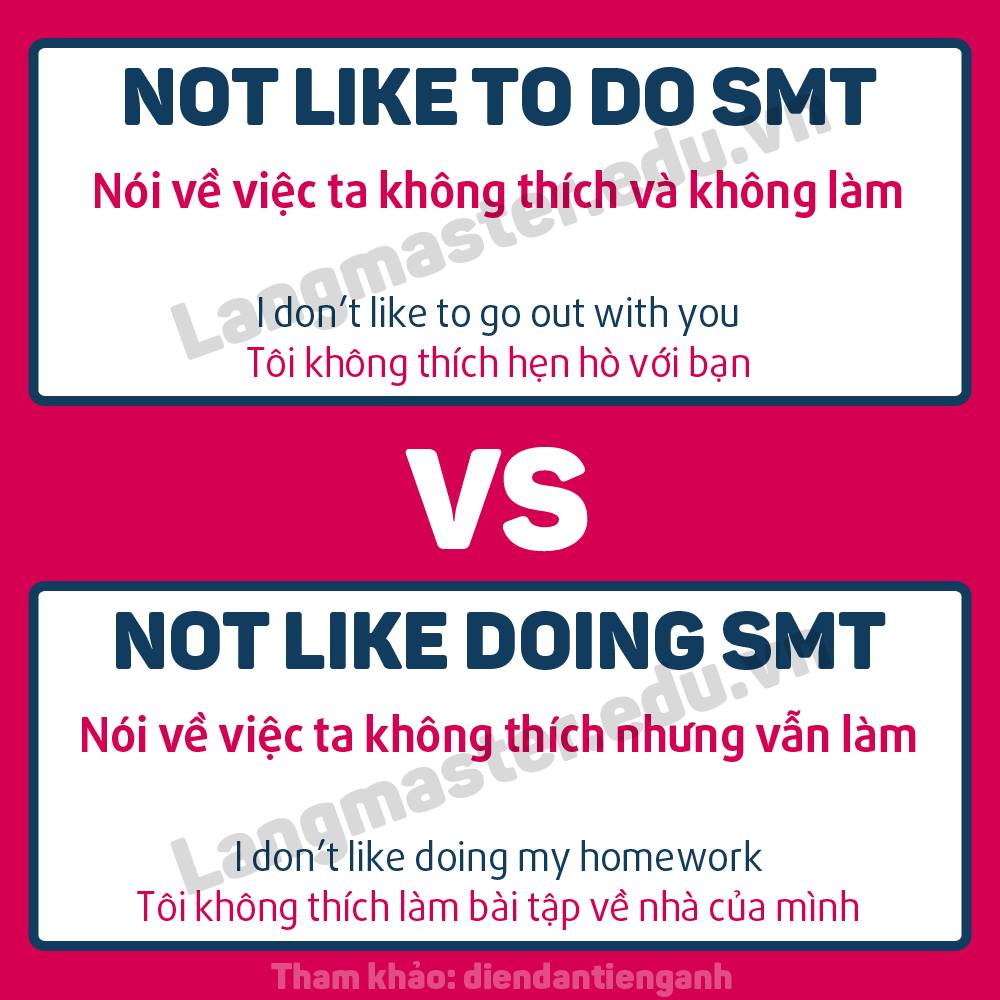 NOT LIKE TO DO SMT
Nói về việc ta không thích và không làm
Langmaster.edu.vn
I don't like to go out with you
Tôi không thích hẹn hò với bạn
VS
NOT LIKE DOING SMT
Nói về việc ta không thích nhưng vẫn làm
Langmaster.edu.vn
I don't like doing my homework
Tôi không thích làm bài tập về nhà của mình
Tham khảo: diendantienganh